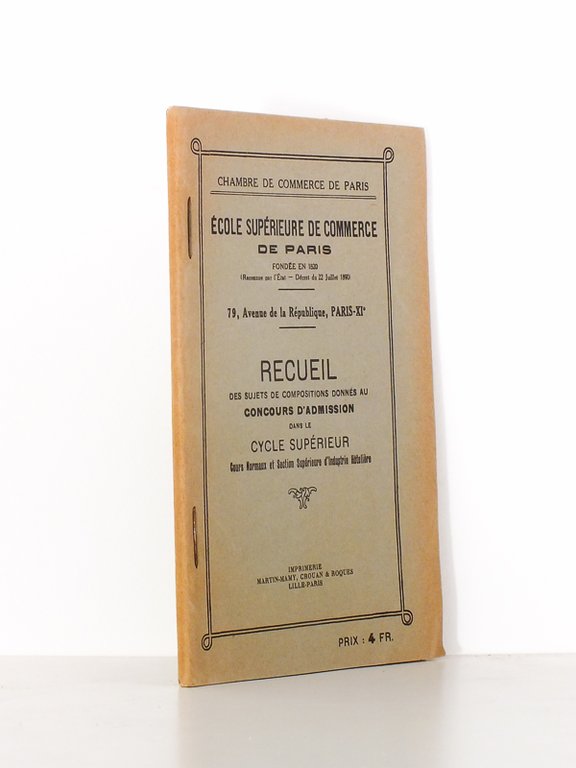 CHAMBRE DE COMMERCE DE PARIS
ÉCOLE SUPÉRIEURE DE COMMERCE
DE PARIS
FONDÉE EN 1820
(Reconnue par l'Etat — Décret du 22 Juillet 1890)
79, Avenue de la République, PARIS-XIe
RECUEIL
DES SUJETS DE COMPOSITIONS DONNÉS AU
CONCOURS D'ADMISSION
DANS LE
CYCLE SUPÉRIEUR
Cours Normaux et Section Supérieure d'Industrie Hôtelière
IMPRIMERIE
MARTIN-MAMY, CROUAN & ROQUES
LILLE-PARIS
PRIX : 4 FR.